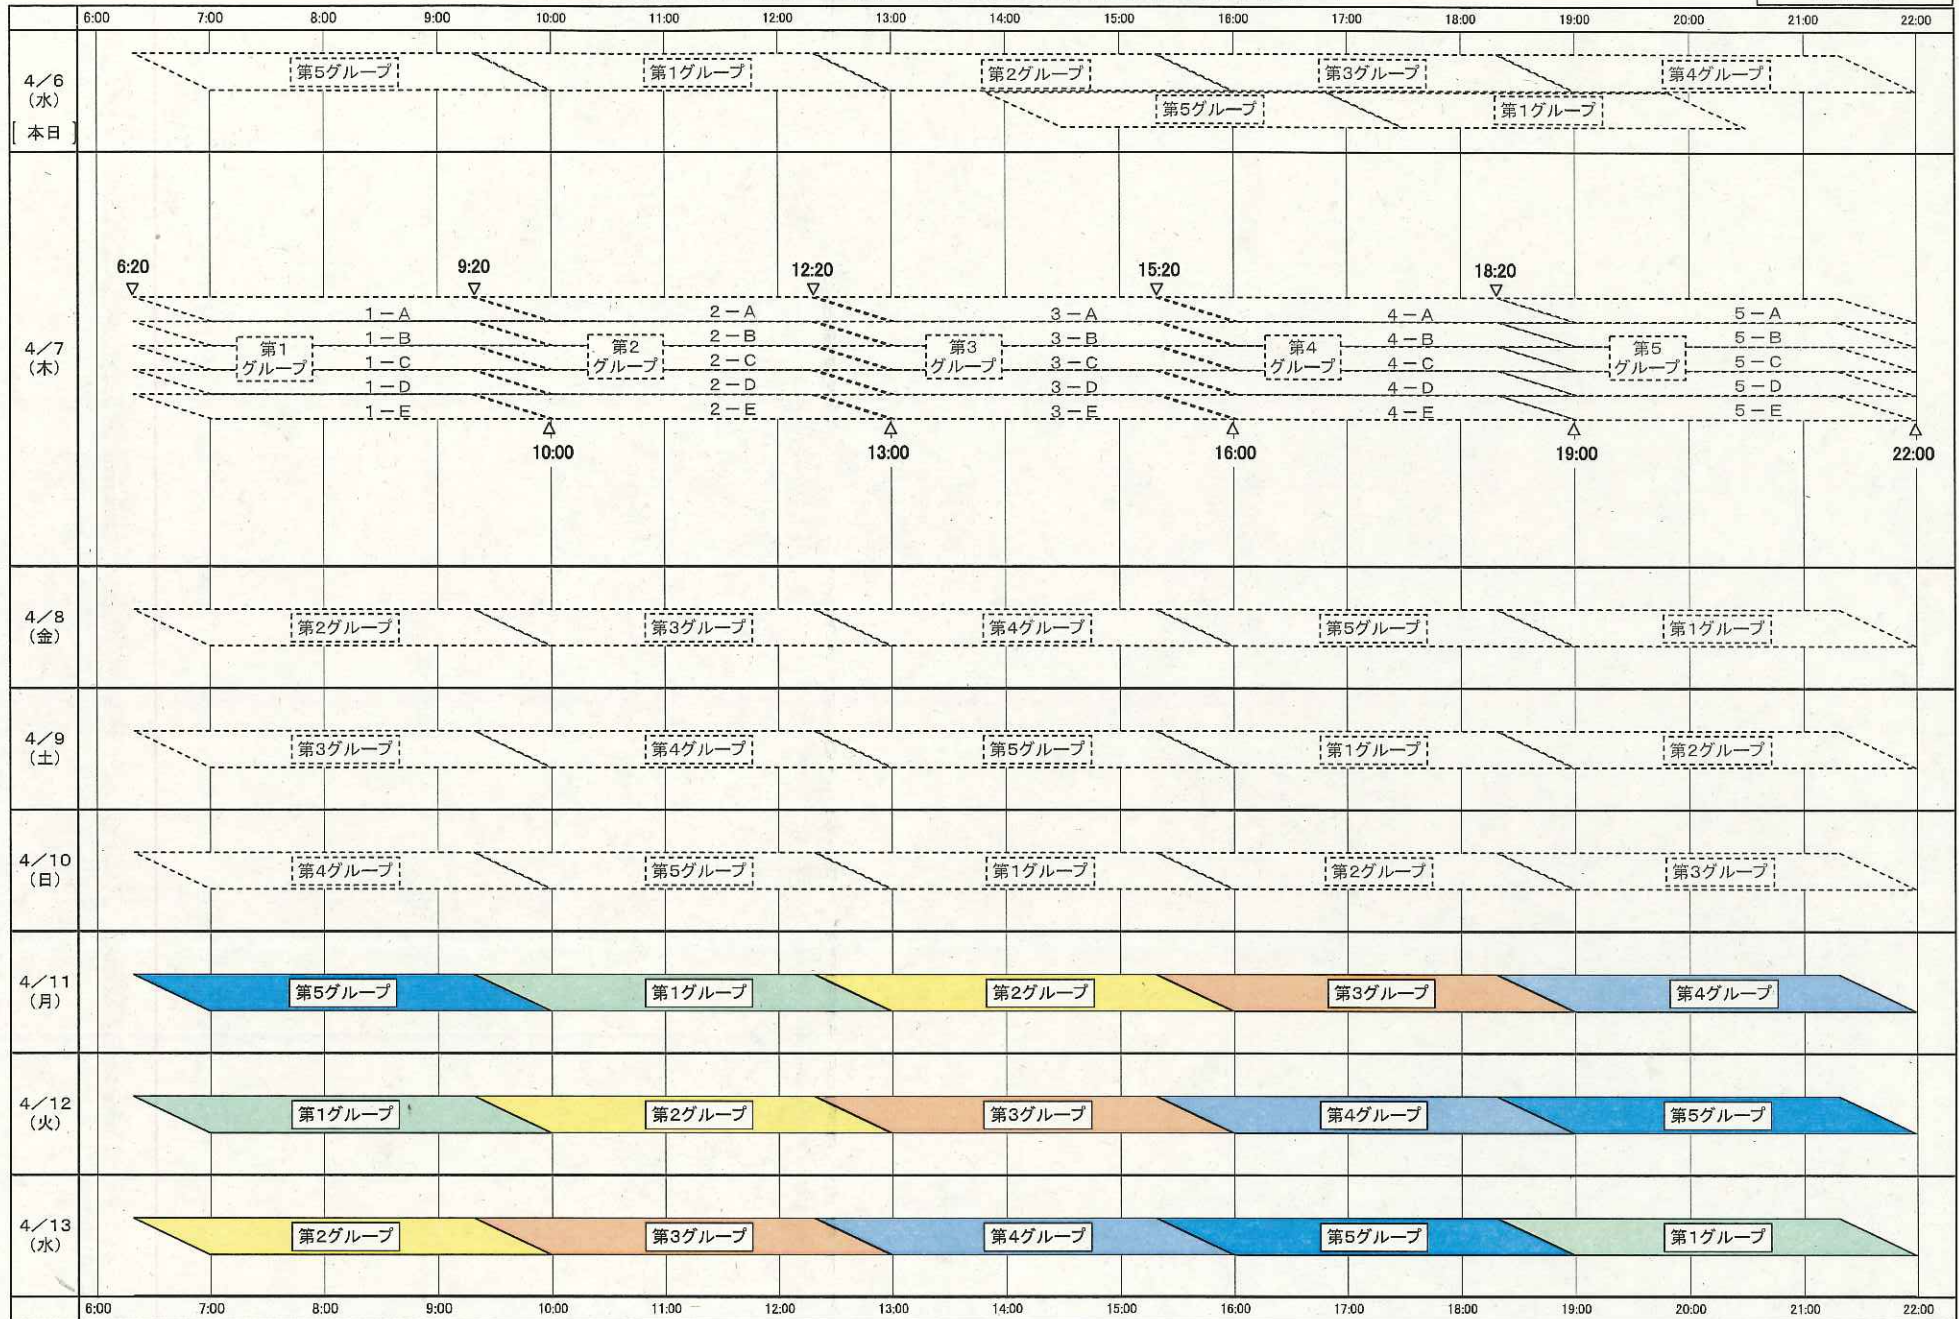 6:00 7:00 8:00 9:00 10:00 11:00 12:00 13:00 14:00 15:00 16:00 17:00 18:00 19:00 20:00 21:00 22:00
4/6
(水)
[ 本日 ]
第5グループ 第1グループ 第2グループ 第3グループ 第4グループ
第5グループ 第1グループ
4/7
(木)
6:20 9:20 12:20 15:20 18:20
▽ ▽ ▽ ▽ ▽
1-A 2-A 3-A 4-A 5-A
1-B 2-B 3-B 4-B 5-B
第1 第2 第3 第4 第5
グループ グループ グループ グループ グループ
1-C 2-C 3-C 4-C 5-C
1-D 2-D 3-D 4-D 5-D
1-E 2-E 3-E 4-E 5-E
△ △ △ △ △
10:00 13:00 16:00 19:00 22:00
4/8
(金)
第2グループ 第3グループ 第4グループ 第5グループ 第1グループ
4/9
(土)
第3グループ 第4グループ 第5グループ 第1グループ 第2グループ
4/10
(日)
第4グループ 第5グループ 第1グループ 第2グループ 第3グループ
4/11
(月)
第5グループ 第1グループ 第2グループ 第3グループ 第4グループ
4/12
(火)
第1グループ 第2グループ 第3グループ 第4グループ 第5グループ
4/13
(水)
第2グループ 第3グループ 第4グループ 第5グループ 第1グループ
6:00 7:00 8:00 9:00 10:00 11:00 12:00 13:00 14:00 15:00 16:00 17:00 18:00 19:00 20:00 21:00 22:00